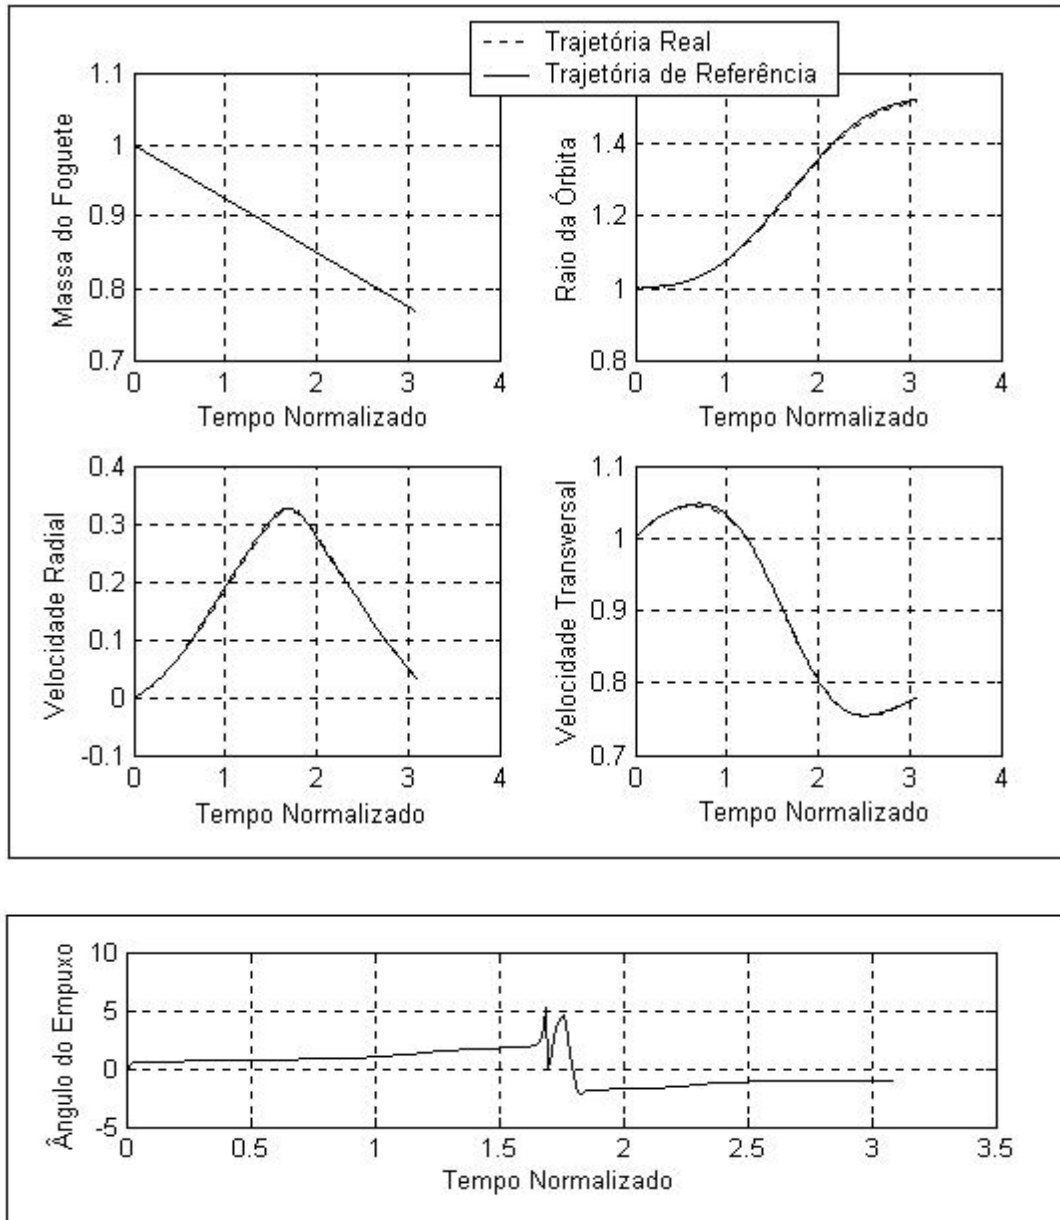 Trajetória Real
Trajetória de Referência
1.1
1
0.9
0.8
0.7
Massa do Foguete
0 1 2 3 4
Tempo Normalizado
1.4
1.2
1
0.8
Raio da Órbita
0 1 2 3 4
Tempo Normalizado
0.4
0.3
0.2
0.1
0
-0.1
Velocidade Radial
0 1 2 3 4
Tempo Normalizado
1.1
1
0.9
0.8
0.7
Velocidade Transversal
0 1 2 3 4
Tempo Normalizado
10
5
0
-5
Ângulo do Empuxo
0 0.5 1 1.5 2 2.5 3 3.5
Tempo Normalizado